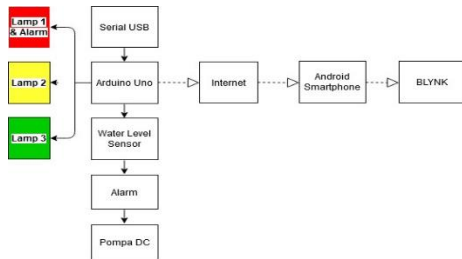 Lamp 1
& Alarm
Serial USB
Lamp 2
Arduino Uno
Internet
Android
Smartphone
BLYNK
Lamp 3
Water Level
Sensor
Alarm
Pompa DC